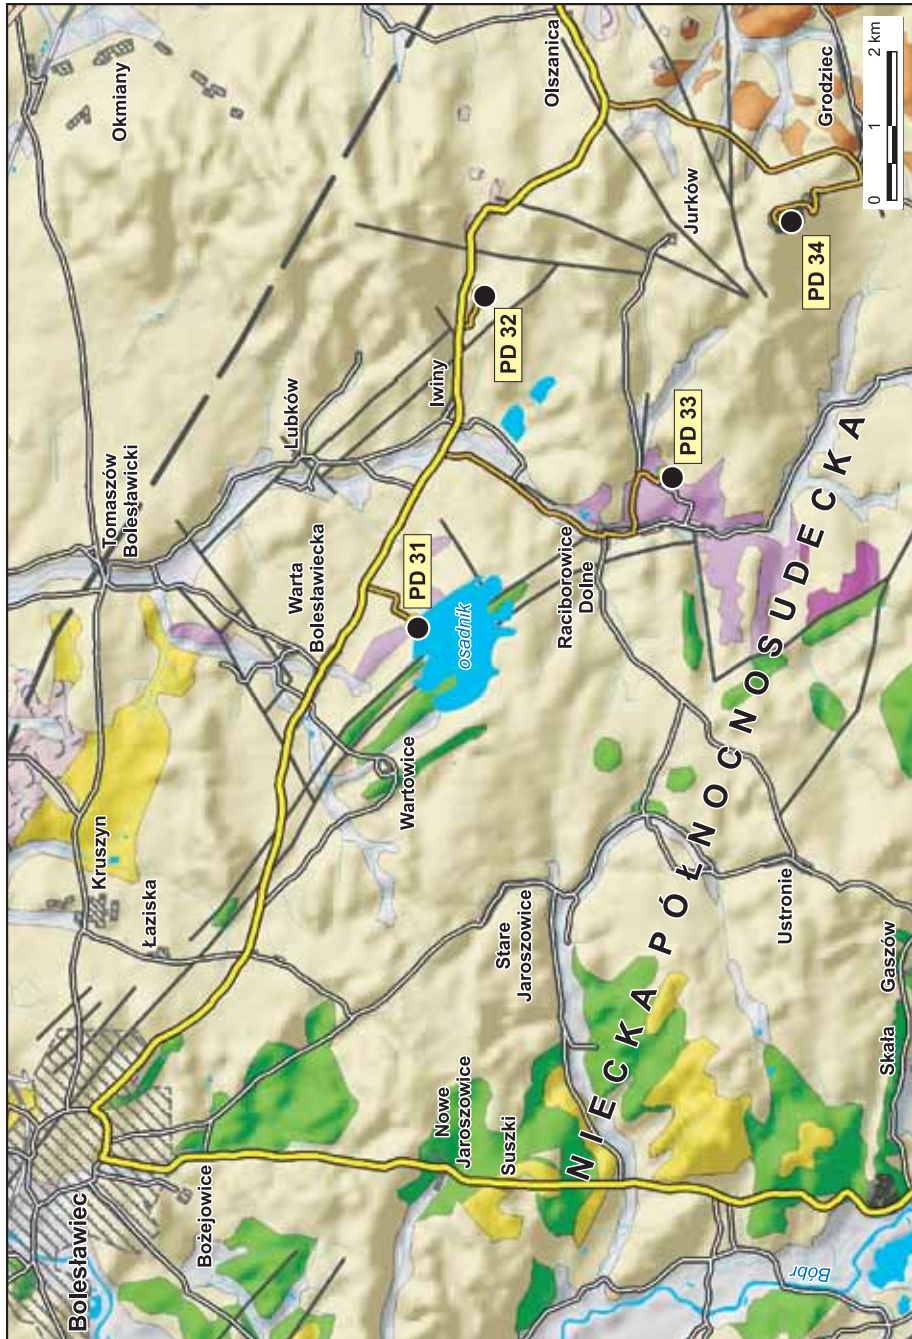 Bolesławiec
Kruszyn
Tomaszów
Bolesławicki
Okmiany
Łaziska
Bożejowice
Lubków
Warta
Bolesławiecka
Wartowice
PD 31
Iwiny
Nowe
Jaroszowice
osadnik
Suszki
Stare
Jaroszowice
PD 32
Olszanica
Raciborowice
Dolne
NIECKA PÓŁNOCNOSUDECKA
PD 33
Jurków
Ustronie
Bóbr
PD 34
Grodziec
Skała
Gaszów
0 1 2 km